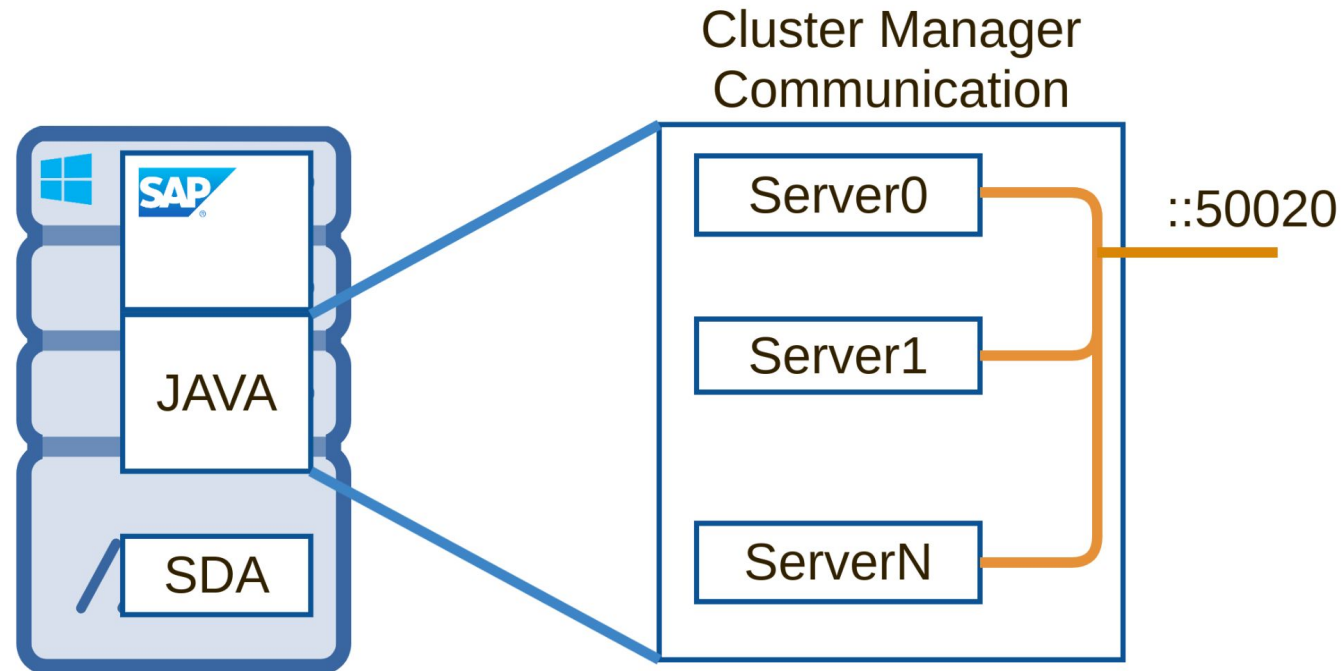 Cluster Manager
Communication
SAP
®
JAVA
SDA
Server0
Server1
ServerN
::50020